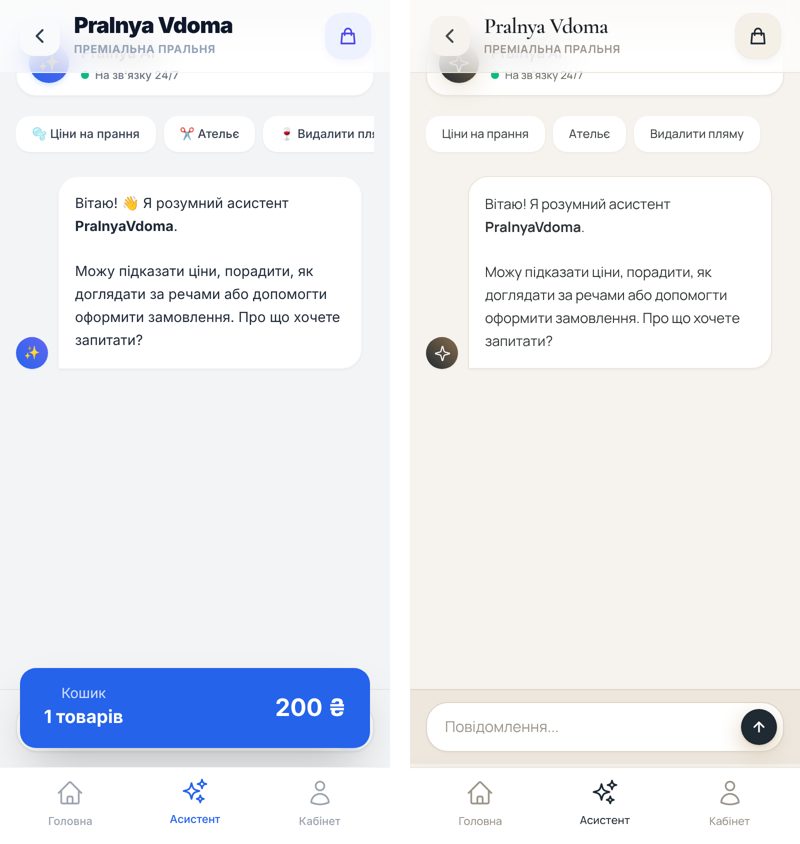 Pralnya Vdoma
ПРЕМІАЛЬНА ПРАЛЬНЯ
На зв'язку 24/7
Ціни на прання
Ательє
Видалити пля
Вітаю! 👋 Я розумний асистент
PralnyaVdoma.
Можу підказати ціни, порадити, як
доглядати за речами або допомогти
оформити замовлення. Про що хочете
запитати?
Кошик
1 товарів
200 ₴
Головна
Асистент
Кабінет
Pralnya Vdoma
ПРЕМІАЛЬНА ПРАЛЬНЯ
На зв'язку 24/7
Ціни на прання
Ательє
Видалити пляму
Вітаю! Я розумний асистент
PralnyaVdoma.
Можу підказати ціни, порадити, як
доглядати за речами або допомогти
оформити замовлення. Про що хочете
запитати?
Повідомлення...
Головна
Асистент
Кабінет